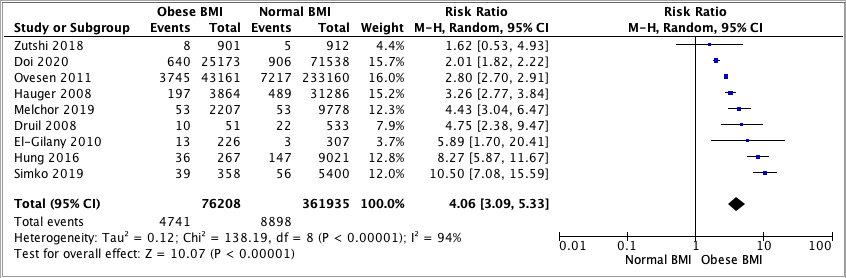 Obese BMI Normal BMI Risk Ratio Risk Ratio
Study or Subgroup Events Total Events Total Weight M-H, Random, 95% CI M-H, Random, 95% CI
Zutshi 2018 8 901 5 912 4.4% 1.62 [0.53, 4.93]
Doi 2020 640 25173 906 71538 15.7% 2.01 [1.82, 2.22]
Ovesen 2011 3745 43161 7217 233160 16.0% 2.80 [2.70, 2.91]
Hauger 2008 197 3864 489 31286 15.2% 3.26 [2.77, 3.84]
Melchor 2019 53 2207 53 9778 12.8% 4.43 [3.04, 6.47]
Druil 2008 10 51 22 533 7.9% 4.75 [2.38, 9.47]
El-Gilany 2010 13 226 3 307 3.2% 5.89 [1.70, 20.41]
Hung 2016 36 267 147 9021 12.8% 8.27 [5.87, 11.67]
Simko 2019 39 358 56 5400 12.0% 10.50 [7.08, 15.59]
Total (95% CI) 76208 361935 100.0% 4.06 [3.09, 5.33]
Total events 4741 8898
Heterogeneity: Tau² = 0.12; Chi² = 138.19, df = 8 (P < 0.00001); I² = 94%
Test for overall effect: Z = 10.07 (P < 0.00001)
0.01 0.1 1 10 100
Normal BMI Obese BMI